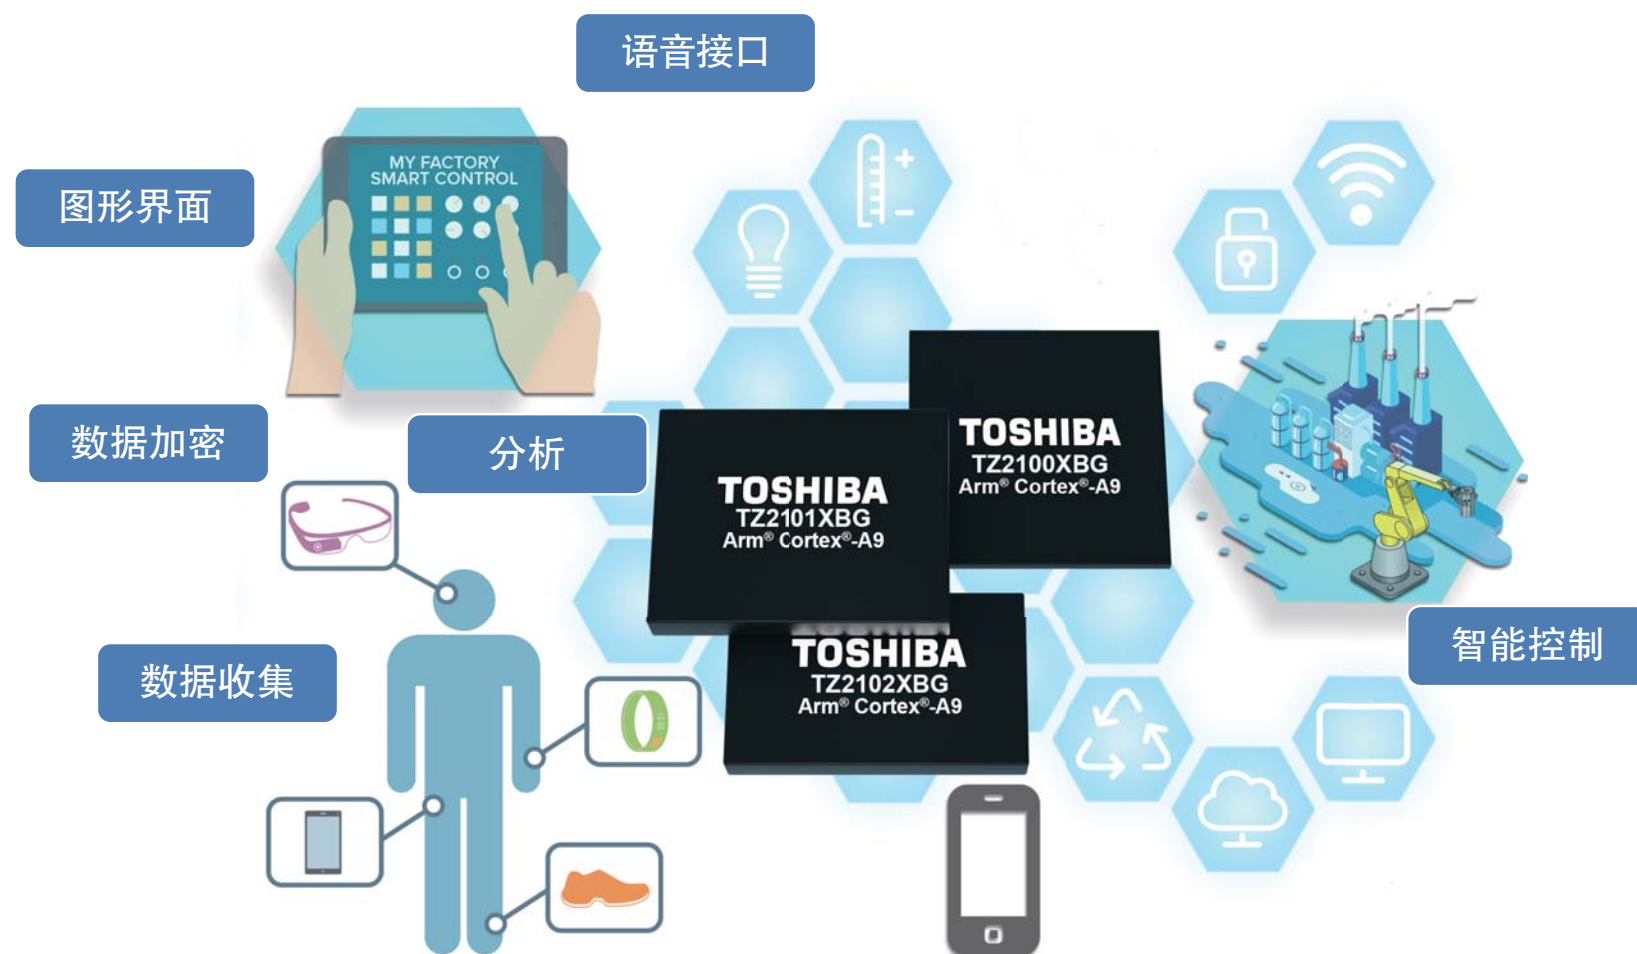 语音接口
MY FACTORY
SMART CONTROL
图形界面
数据加密
分析
TOSHIBA
TZ2100XBG
Arm® Cortex®-A9
TOSHIBA
TZ2101XBG
Arm® Cortex®-A9
智能控制
数据收集
TOSHIBA
TZ2102XBG
Arm® Cortex®-A9